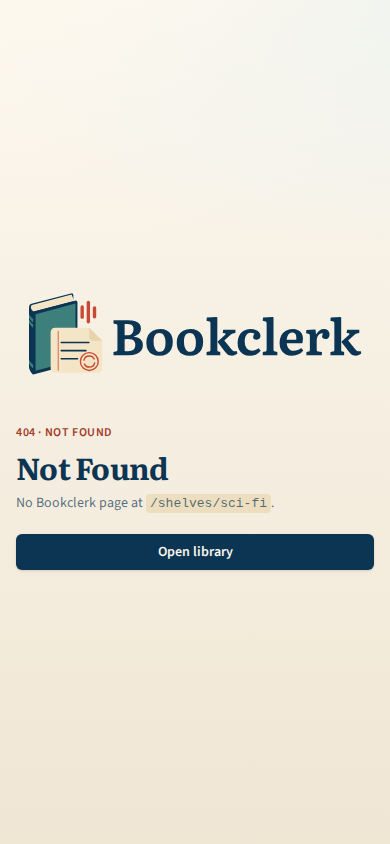 Bookclerk
404 · NOT FOUND
Not Found
No Bookclerk page at /shelves/sci-fi.
Open library